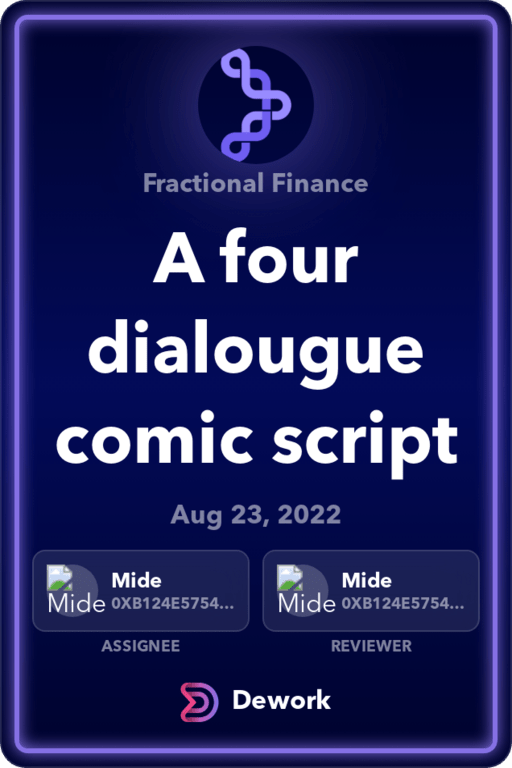 Fractional Finance
A four
dialougue
comic script
Aug 23, 2022
Mide
Mide
0XB124E5754...
Mide
Mide
0XB124E5754...
ASSIGNEE
REVIEWER
Dework